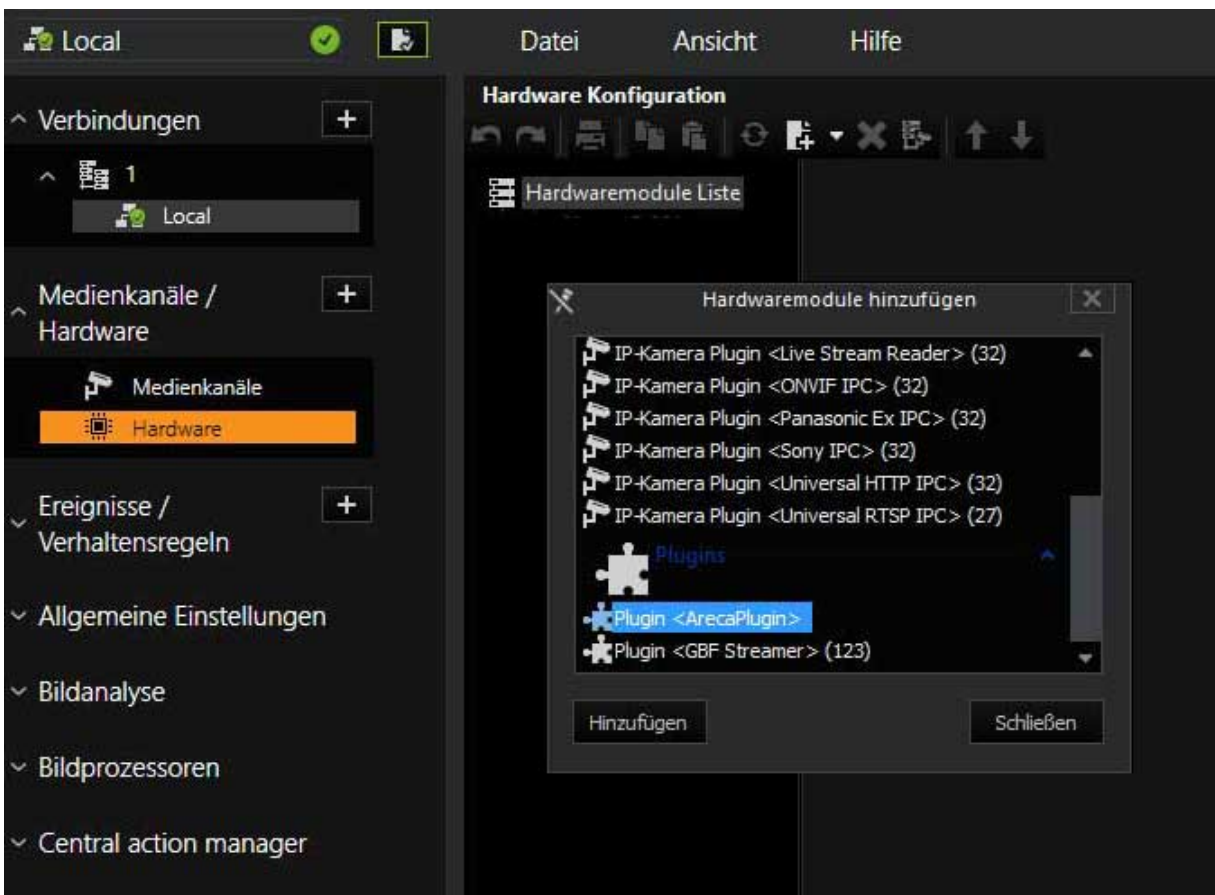 Local
Datei Ansicht Hilfe
Verbindungen
1
Local
Medienkanäle /
Hardware
Medienkanäle
Hardware
Ereignisse /
Verhaltensregeln
Allgemeine Einstellungen
Bildanalyse
Bildprozessoren
Central action manager
Hardware Konfiguration
Hardwaremodule Liste
Hardwaremodule hinzufügen
IP-Kamera Plugin <Live Stream Reader> (32)
IP-Kamera Plugin <ONVIF IPC> (32)
IP-Kamera Plugin <Panasonic Ex IPC> (32)
IP-Kamera Plugin <Sony IPC> (32)
IP-Kamera Plugin <Universal HTTP IPC> (32)
IP-Kamera Plugin <Universal RTSP IPC> (27)
Plugins
Plugin <ArecaPlugin>
Plugin <GBF Streamer> (123)
Hinzufügen
Schließen